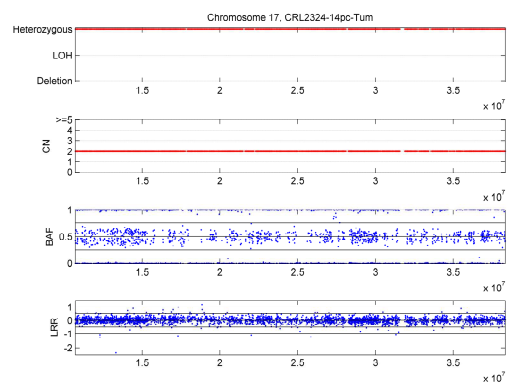 Chromosome 17, CRL2324-14pc-Tum
Heterozygous
LOH
Deletion
1.5 2 2.5 3 3.5
x 10^7
CN
>=5
4
3
2
1
0
1.5 2 2.5 3 3.5
x 10^7
BAF
1
0.5
0
1.5 2 2.5 3 3.5
x 10^7
LRR
1
0
-1
-2
1.5 2 2.5 3 3.5
x 10^7